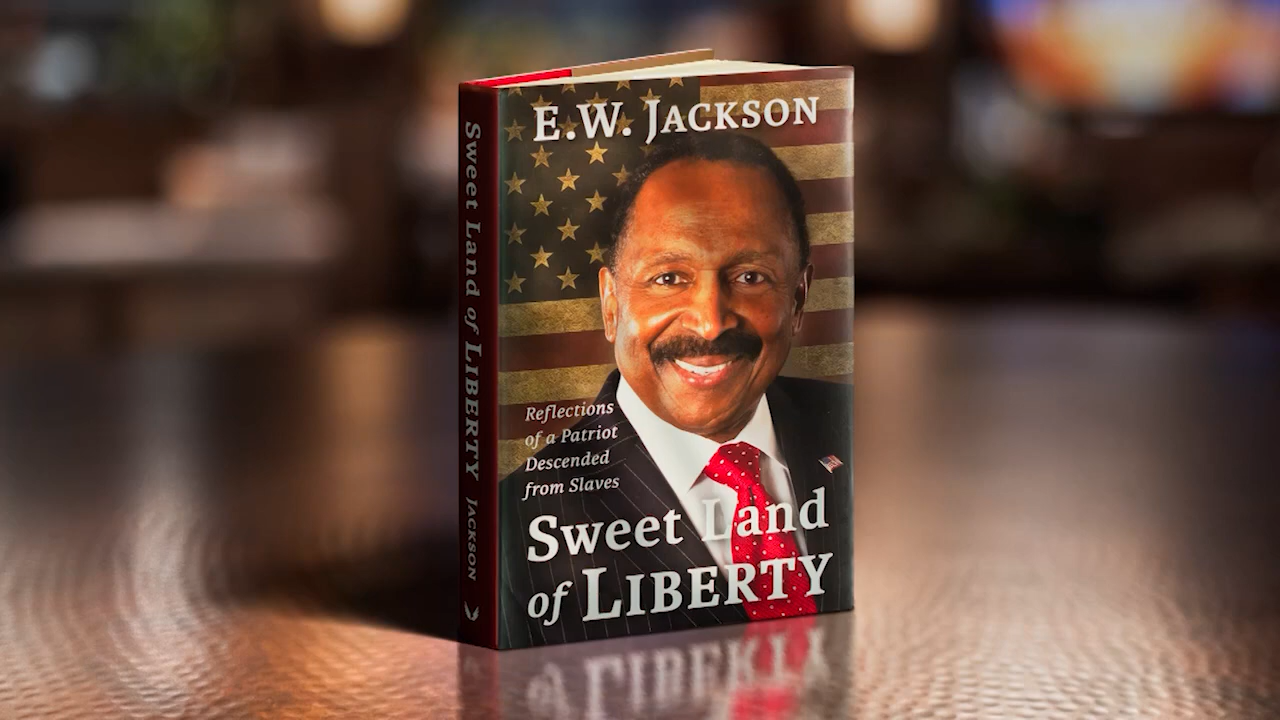 E.W. JACKSON
Reflections
of a Patriot
Descended
from Slaves
Sweet Land
of LIBERTY
Sweet Land of LIBERTY JACKSON